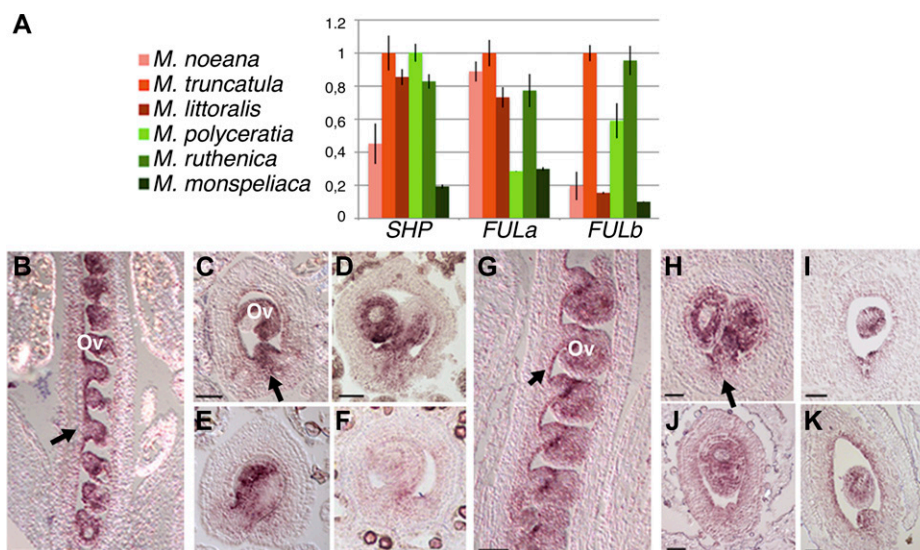 A
M. noeana
M. truncatula
M. littoralis
M. polyceratia
M. ruthenica
M. monspeliaca
1.2
1
0,8
0,6
0,4
0,2
0
SHP FULa FULb
B C D G H I
Ov Ov Ov
E F J K